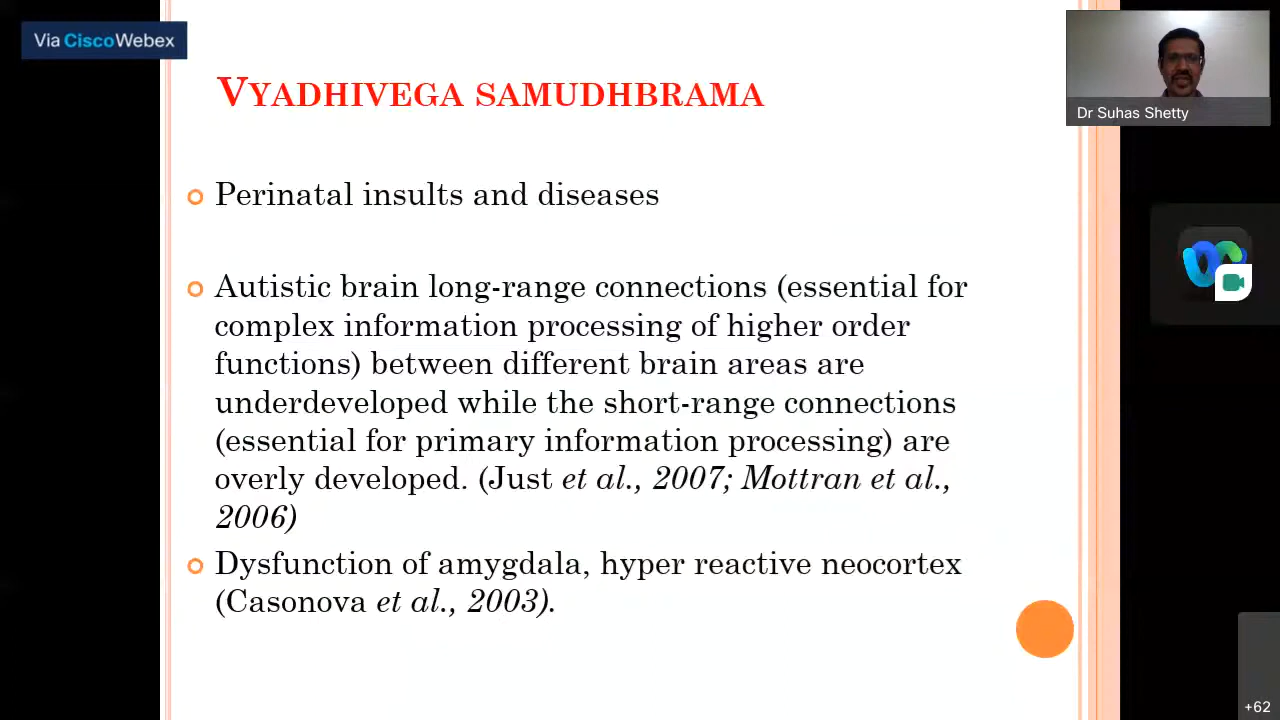 Via CiscoWebex
VYADHIVEGA SAMUDHBRAMA
Dr Suhas Shetty
Perinatal insults and diseases
Autistic brain long-range connections (essential for
complex information processing of higher order
functions) between different brain areas are
underdeveloped while the short-range connections
(essential for primary information processing) are
overly developed. (Just et al., 2007; Mottran et al.,
2006)
Dysfunction of amygdala, hyper reactive neocortex
(Casonova et al., 2003).
+62